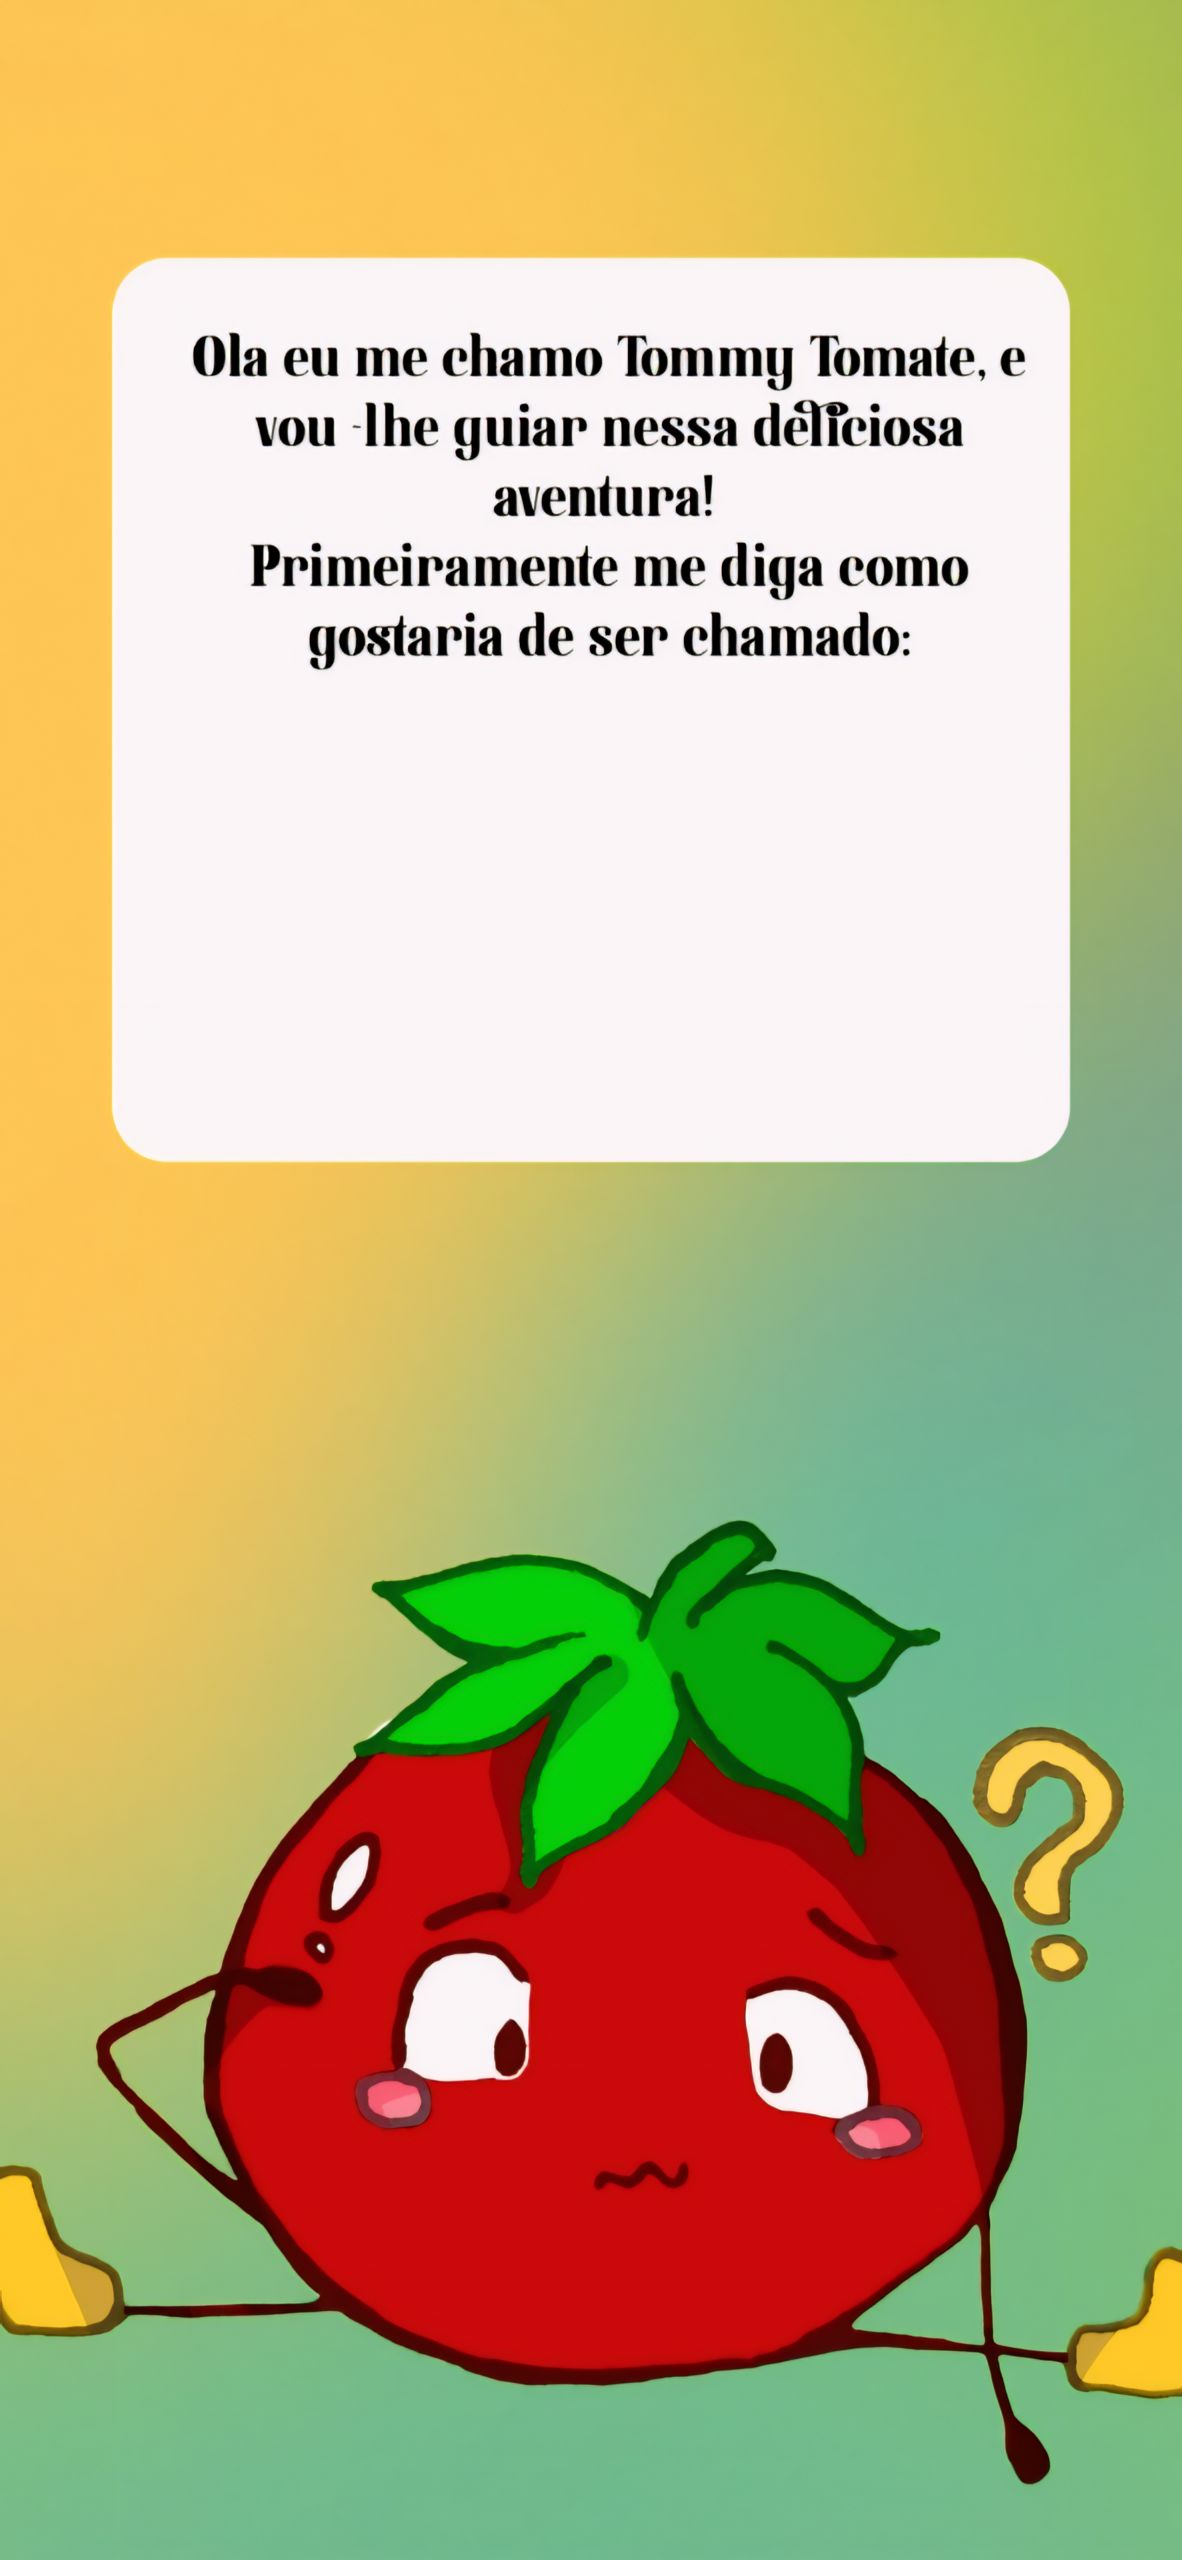 Ola eu me chamo Tommy Tomate, e
vou -lhe guiar nessa deliciosa
aventura!
Primeiramente me diga como
gostaria de ser chamado:
?